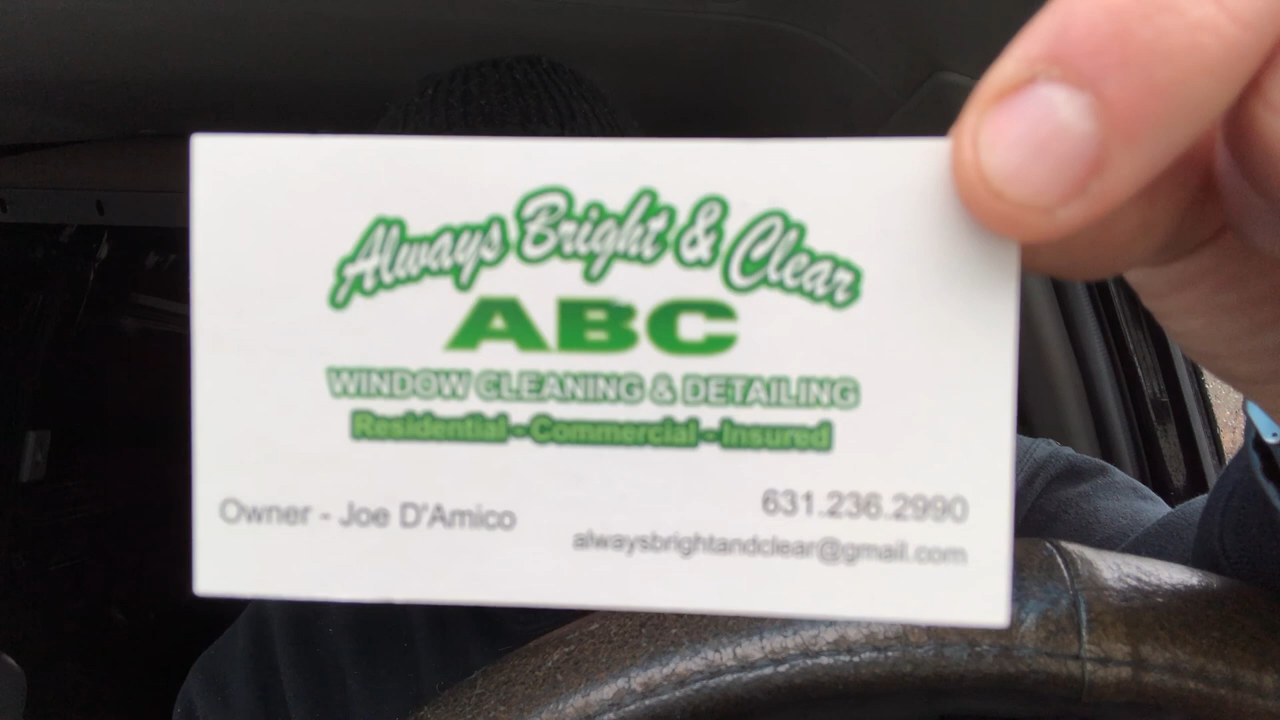 Always Bright & Clear
ABC
WINDOW CLEANING & DETAILING
Residential - Commercial - Insured
Owner - Joe D'Amico
631.236.2990
alwaysbrightandclear@gmail.com